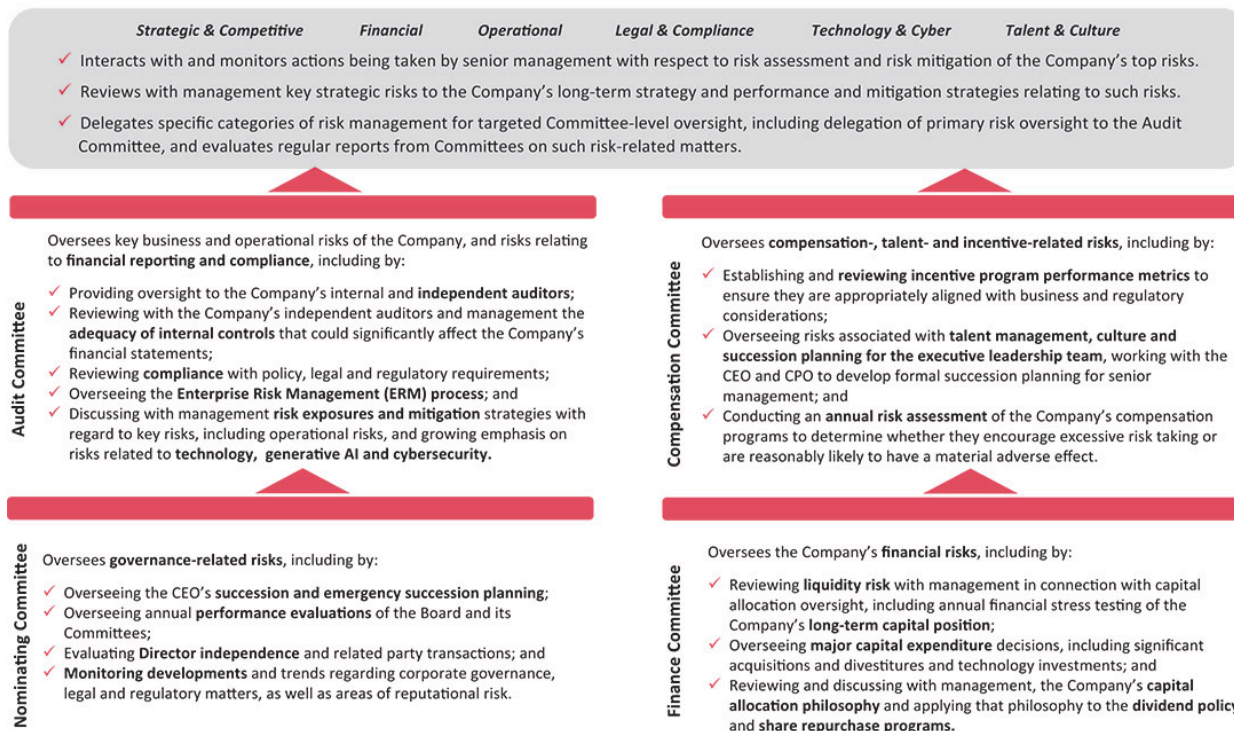 Strategic & Competitive Financial Operational Legal & Compliance Technology & Cyber Talent & Culture
✓ Interacts with and monitors actions being taken by senior management with respect to risk assessment and risk mitigation of the Company's top risks.
✓ Reviews with management key strategic risks to the Company's long-term strategy and performance and mitigation strategies relating to such risks.
✓ Delegates specific categories of risk management for targeted Committee-level oversight, including delegation of primary risk oversight to the Audit
Committee, and evaluates regular reports from Committees on such risk-related matters.
Audit Committee
Oversees key business and operational risks of the Company, and risks relating
to financial reporting and compliance, including by:
✓ Providing oversight to the Company's internal and independent auditors;
✓ Reviewing with the Company's independent auditors and management the
adequacy of internal controls that could significantly affect the Company's
financial statements;
✓ Reviewing compliance with policy, legal and regulatory requirements;
✓ Overseeing the Enterprise Risk Management (ERM) process; and
✓ Discussing with management risk exposures and mitigation strategies with
regard to key risks, including operational risks, and growing emphasis on
risks related to technology, generative AI and cybersecurity.
Compensation Committee
Oversees compensation-, talent- and incentive-related risks, including by:
✓ Establishing and reviewing incentive program performance metrics to
ensure they are appropriately aligned with business and regulatory
considerations;
✓ Overseeing risks associated with talent management, culture and
succession planning for the executive leadership team, working with the
CEO and CPO to develop formal succession planning for senior
management; and
✓ Conducting an annual risk assessment of the Company's compensation
programs to determine whether they encourage excessive risk taking or
are reasonably likely to have a material adverse effect.
Nominating Committee
Oversees governance-related risks, including by:
✓ Overseeing the CEO's succession and emergency succession planning;
✓ Overseeing annual performance evaluations of the Board and its
Committees;
✓ Evaluating Director independence and related party transactions; and
✓ Monitoring developments and trends regarding corporate governance,
legal and regulatory matters, as well as areas of reputational risk.
Finance Committee
Oversees the Company's financial risks, including by:
✓ Reviewing liquidity risk with management in connection with capital
allocation oversight, including annual financial stress testing of the
Company's long-term capital position;
✓ Overseeing major capital expenditure decisions, including significant
acquisitions and divestitures and technology investments; and
✓ Reviewing and discussing with management, the Company's capital
allocation philosophy and applying that philosophy to the dividend policy
and share repurchase programs.